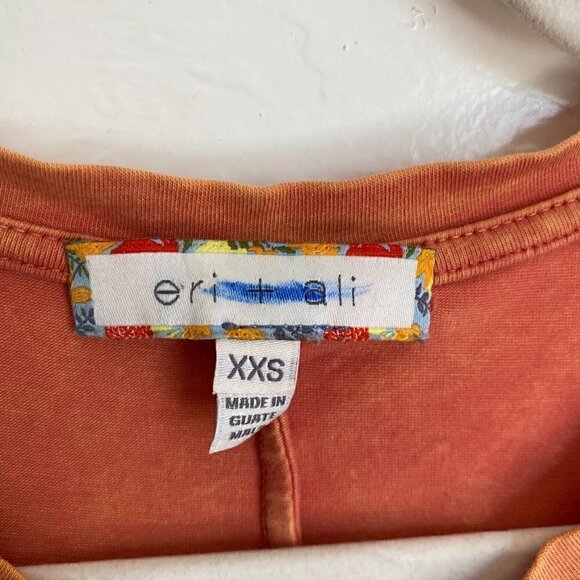 eri + ali
XXS
MADE IN
GUATE
MALA